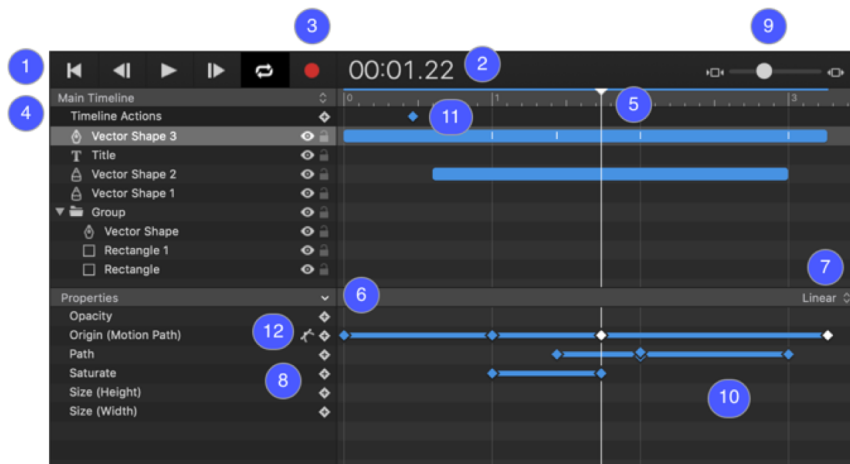 3
9
1
00:01.22
2
Main Timeline
0
1
5
3
4
Timeline Actions
11
Vector Shape 3
T Title
Vector Shape 2
Vector Shape 1
Group
Vector Shape
Rectangle 1
Rectangle
7
Properties
6
Linear
Opacity
Origin (Motion Path)
12
Path
Saturate
8
Size (Height)
10
Size (Width)